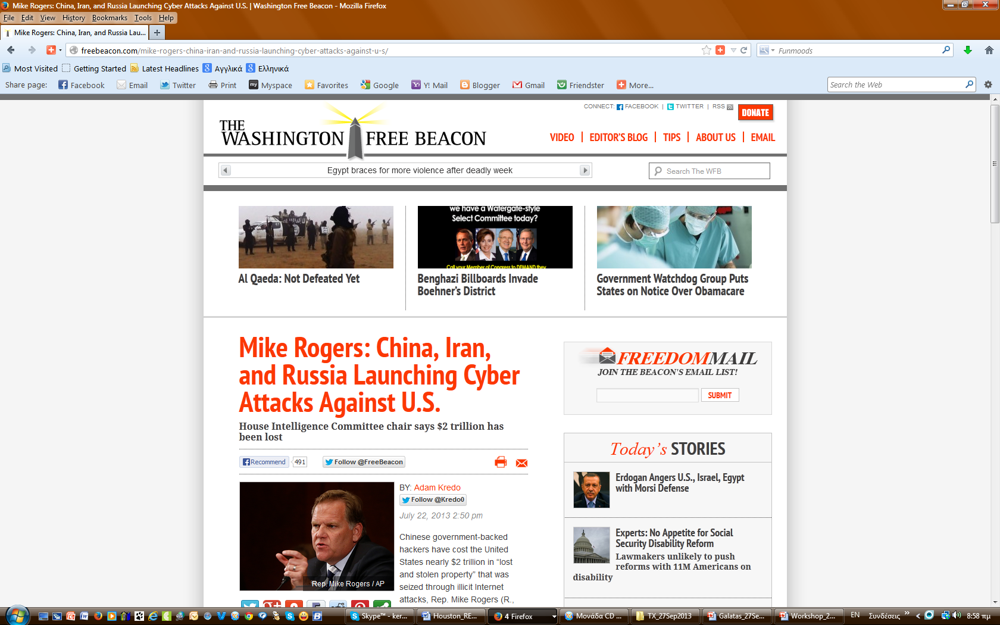 Mike Rogers: China, Iran, and Russia Launching Cyber Attacks Against U.S. | Washington Free Beacon - Mozilla Firefox
File Edit View History Bookmarks Tools Help
Mike Rogers: China, Iran, and Russia Lau... +
freebeacon.com/mike-rogers-china-iran-and-russia-launching-cyber-attacks-against-u-s/ Funmoods
Most Visited Getting Started Latest Headlines Αγγλικά Ελληνικά
Share page: Facebook Email Twitter Print Myspace Favorites Google Y! Mail Blogger Gmail Friendster More... Search the Web
CONNECT: FACEBOOK | TWITTER | RSS DONATE
THE
WASHINGTON FREE BEACON
VIDEO | EDITOR'S BLOG | TIPS | ABOUT US | EMAIL
Egypt braces for more violence after deadly week
Search The WFB
we have a Watergate-style
Select Committee today?
Call your Member of Congress to DEMAND they
Al Qaeda: Not Defeated Yet
Benghazi Billboards Invade
Boehner's District
Government Watchdog Group Puts
States on Notice Over Obamacare
Mike Rogers: China, Iran,
and Russia Launching Cyber
Attacks Against U.S.
House Intelligence Committee chair says $2 trillion has
been lost
Recommend 491 Follow @FreeBeacon
Rep. Mike Rogers / AP
BY: Adam Kredo
Follow @Kredo0
July 22, 2013 2:50 pm
Chinese government-backed
hackers have cost the United
States nearly $2 trillion in “lost
and stolen property” that was
seized through illicit Internet
attacks, Rep. Mike Rogers (R.,
FREEDOMMAIL
JOIN THE BEACON'S EMAIL LIST!
SUBMIT
Today's STORIES
Erdogan Angers U.S., Israel, Egypt
with Morsi Defense
Experts: No Appetite for Social
Security Disability Reform
Lawmakers unlikely to push
reforms with 11M Americans on
disability
Skype™ - ker... Houston_RE... 4 Firefox Μονάδα CD ... TX_27Sep2013 Galatas_27Se... Workshop_2... EN Συνδέσεις » 8:58 πμ